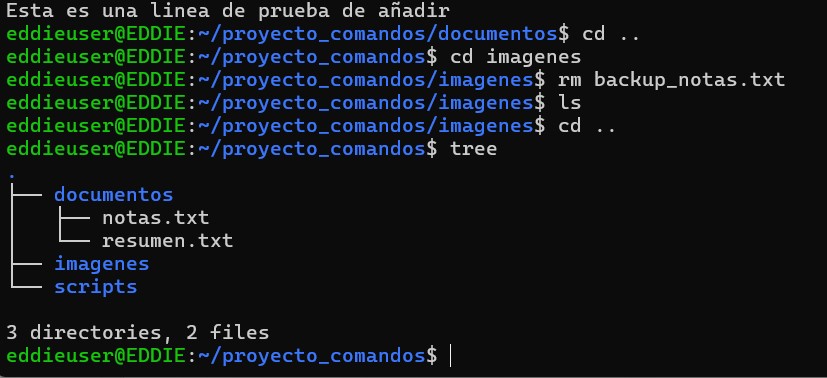 Esta es una linea de prueba de añadir
eddieuser@EDDIE:~/proyecto_comandos/documentos$ cd ..
eddieuser@EDDIE:~/proyecto_comandos$ cd imagenes
eddieuser@EDDIE:~/proyecto_comandos/imagenes$ rm backup_notas.txt
eddieuser@EDDIE:~/proyecto_comandos/imagenes$ ls
eddieuser@EDDIE:~/proyecto_comandos/imagenes$ cd ..
eddieuser@EDDIE:~/proyecto_comandos$ tree
.
├── documentos
│   ├── notas.txt
│   └── resumen.txt
├── imagenes
└── scripts
3 directories, 2 files
eddieuser@EDDIE:~/proyecto_comandos$